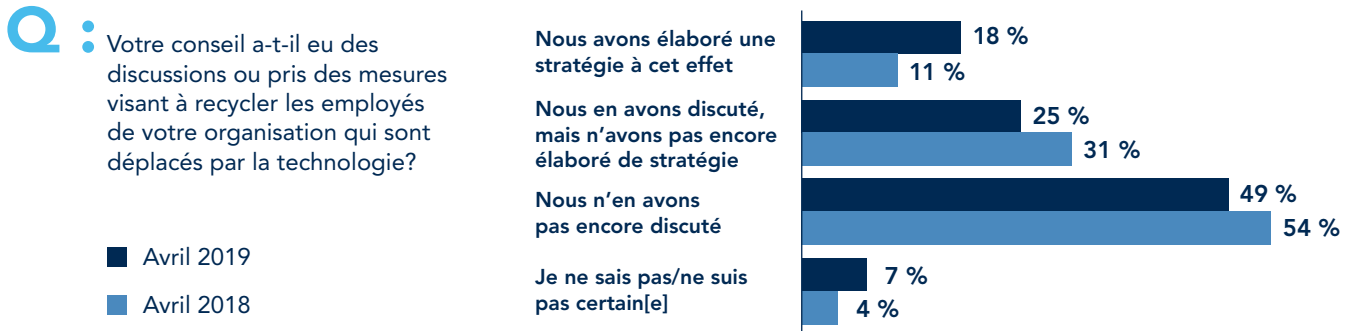 Q :
Votre conseil a-t-il eu des
discussions ou pris des mesures
visant à recycler les employés
de votre organisation qui sont
déplacés par la technologie?
Avril 2019
Avril 2018
Nous avons élaboré une
stratégie à cet effet
18 %
11 %
Nous en avons discuté,
mais n’avons pas encore
élaboré de stratégie
25 %
31 %
Nous n’en avons
pas encore discuté
49 %
54 %
Je ne sais pas/ne suis
pas certain[e]
7 %
4 %